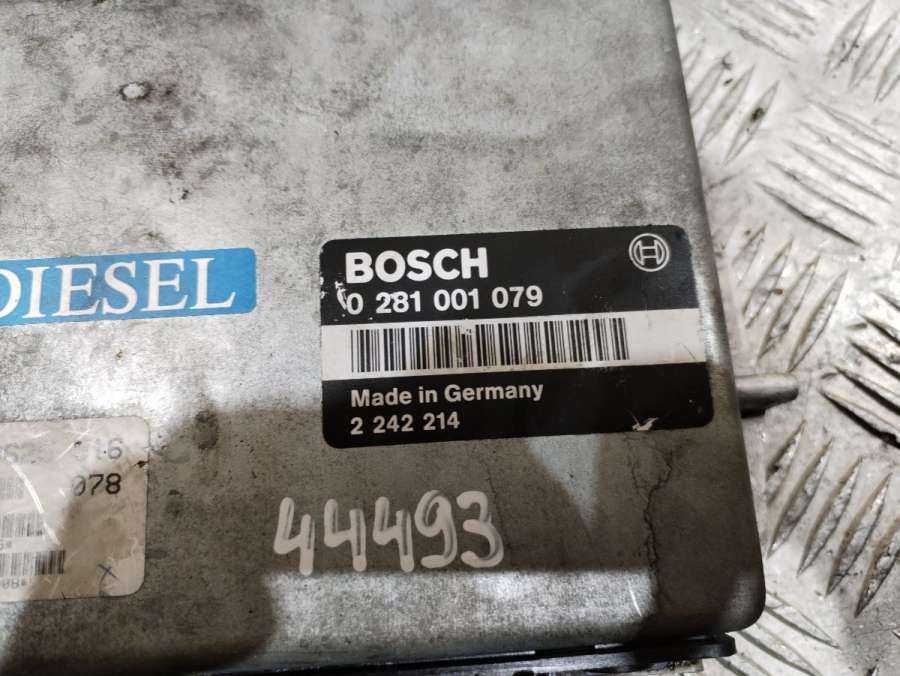 DIESEL
BOSCH
0 281 001 079
Made in Germany
2 242 214
078
44493